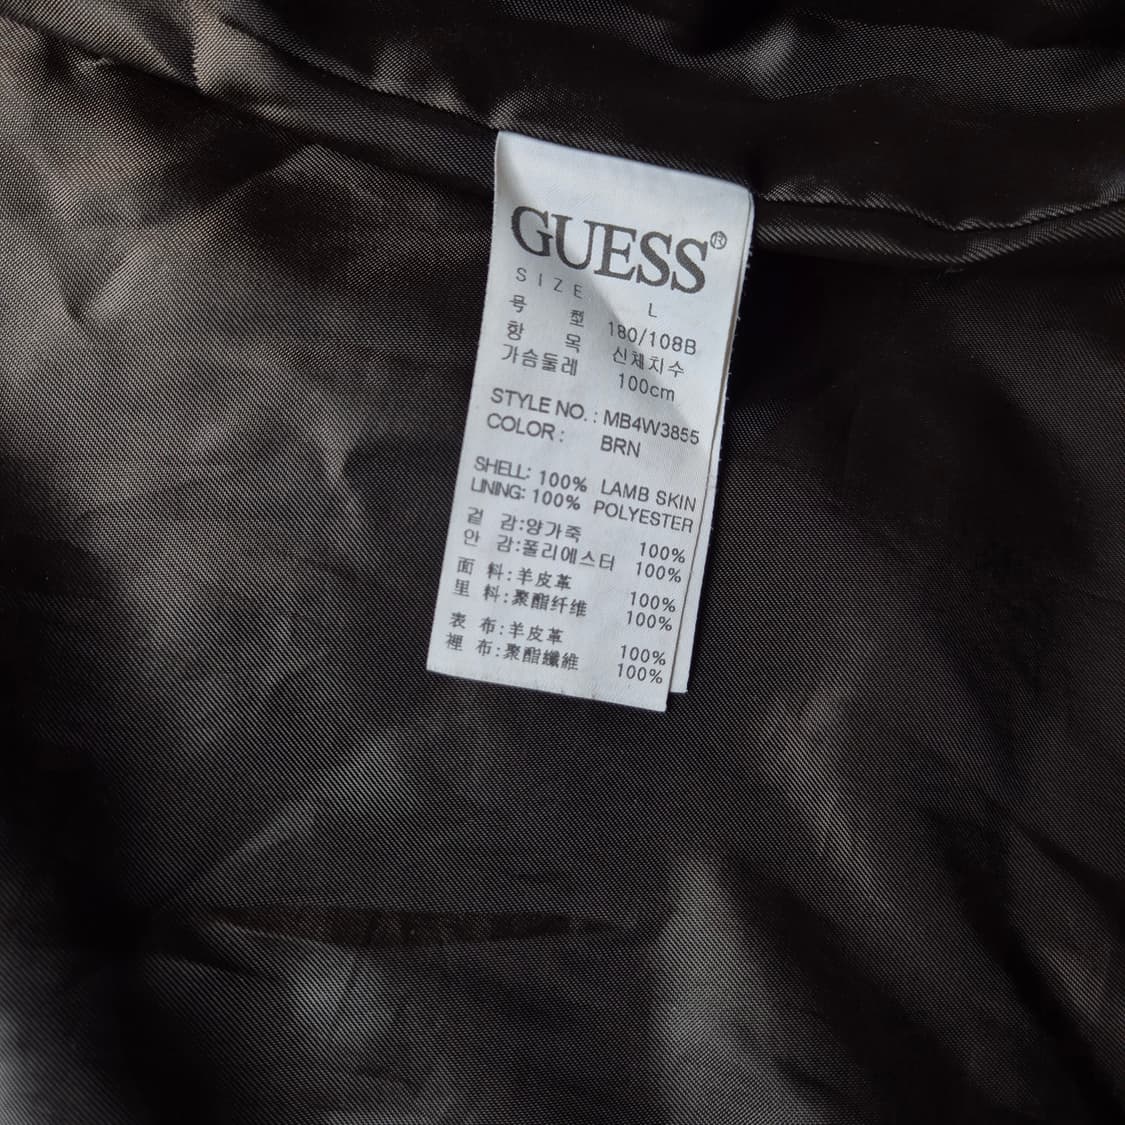 GUESS®
SIZE L
号 型 180/108B
항 목 신체치수
가슴둘레 100cm
STYLE NO. : MB4W3855
COLOR : BRN
SHELL: 100% LAMB SKIN
LINING: 100% POLYESTER
겉 감:양가죽 100%
안 감:폴리에스터 100%
面 料:羊皮革 100%
里 料:聚酯纤维 100%
表 布:羊皮革 100%
裡 布:聚酯纖維 100%